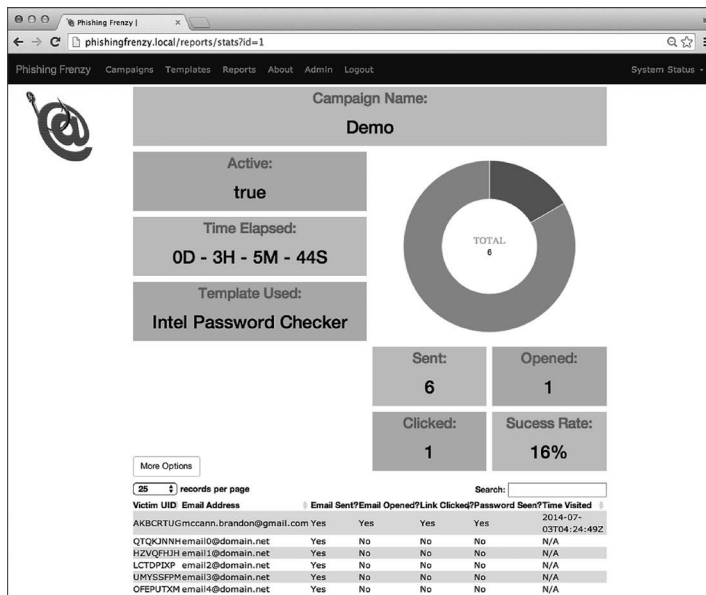 Phishing Frenzy |
phishingfrenzy.local/reports/stats?id=1
Phishing Frenzy Campaigns Templates Reports About Admin Logout System Status
Campaign Name:
Demo
Active:
true
Time Elapsed:
0D - 3H - 5M - 44S
Template Used:
Intel Password Checker
TOTAL
6
Sent:
6
Opened:
1
Clicked:
1
Sucess Rate:
16%
More Options
25 records per page Search:
Victim UID Email Address Email Sent? Email Opened? Link Clicked? Password Seen? Time Visited
AKBCRTUG mccann.brandon@gmail.com Yes Yes Yes Yes 2014-07-03T04:24:49Z
QTQKJNNH email0@domain.net Yes No No No N/A
HZVQFHJH email1@domain.net Yes No No No N/A
LCTDPIXP email2@domain.net Yes No No No N/A
UMYSSFPM email3@domain.net Yes No No No N/A
OFEPUTXM email4@domain.net Yes No No No N/A